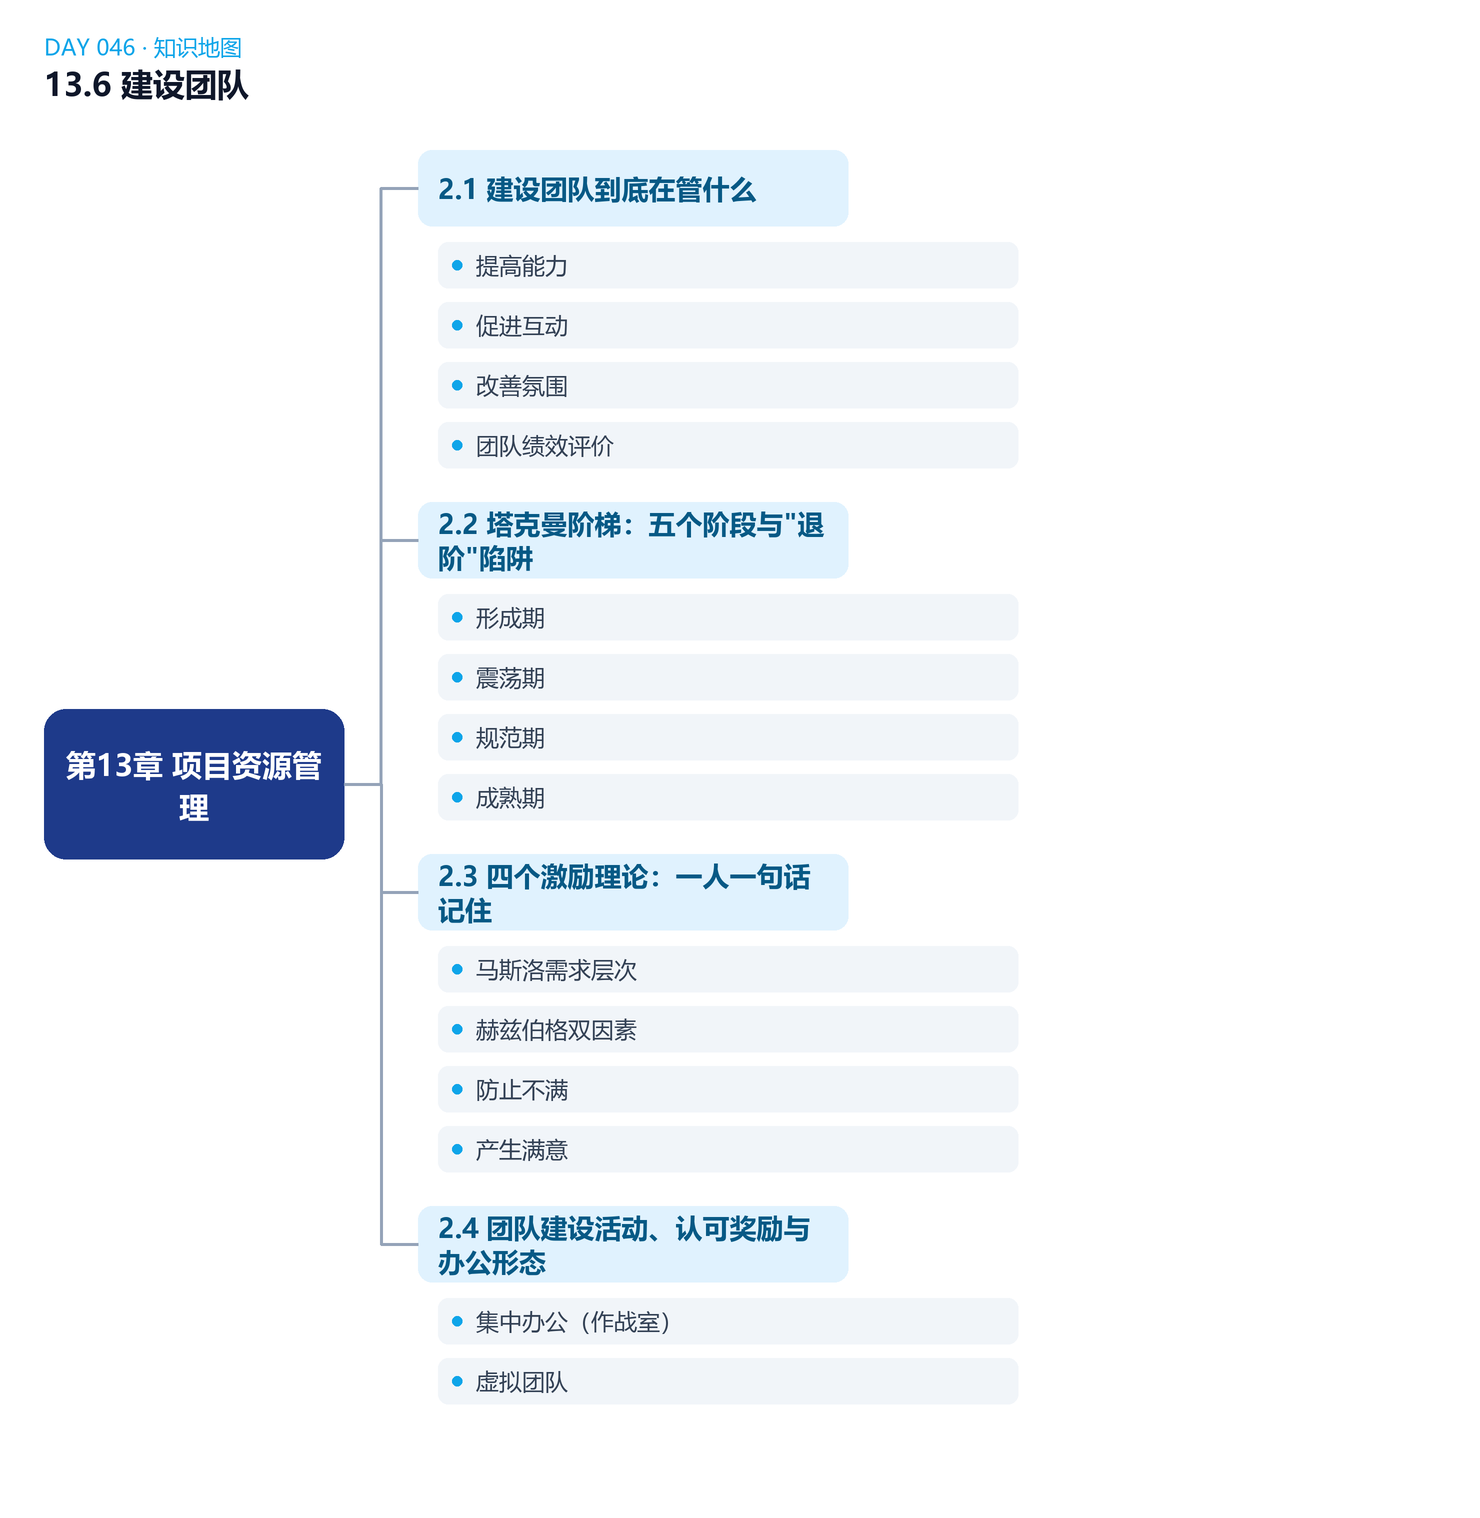 DAY 046 · 知识地图
13.6 建设团队
第13章 项目资源管
理
2.1 建设团队到底在管什么
提高能力
促进互动
改善氛围
团队绩效评价
2.2 塔克曼阶梯：五个阶段与"退
阶"陷阱
形成期
震荡期
规范期
成熟期
2.3 四个激励理论：一人一句话
记住
马斯洛需求层次
赫兹伯格双因素
防止不满
产生满意
2.4 团队建设活动、认可奖励与
办公形态
集中办公（作战室）
虚拟团队